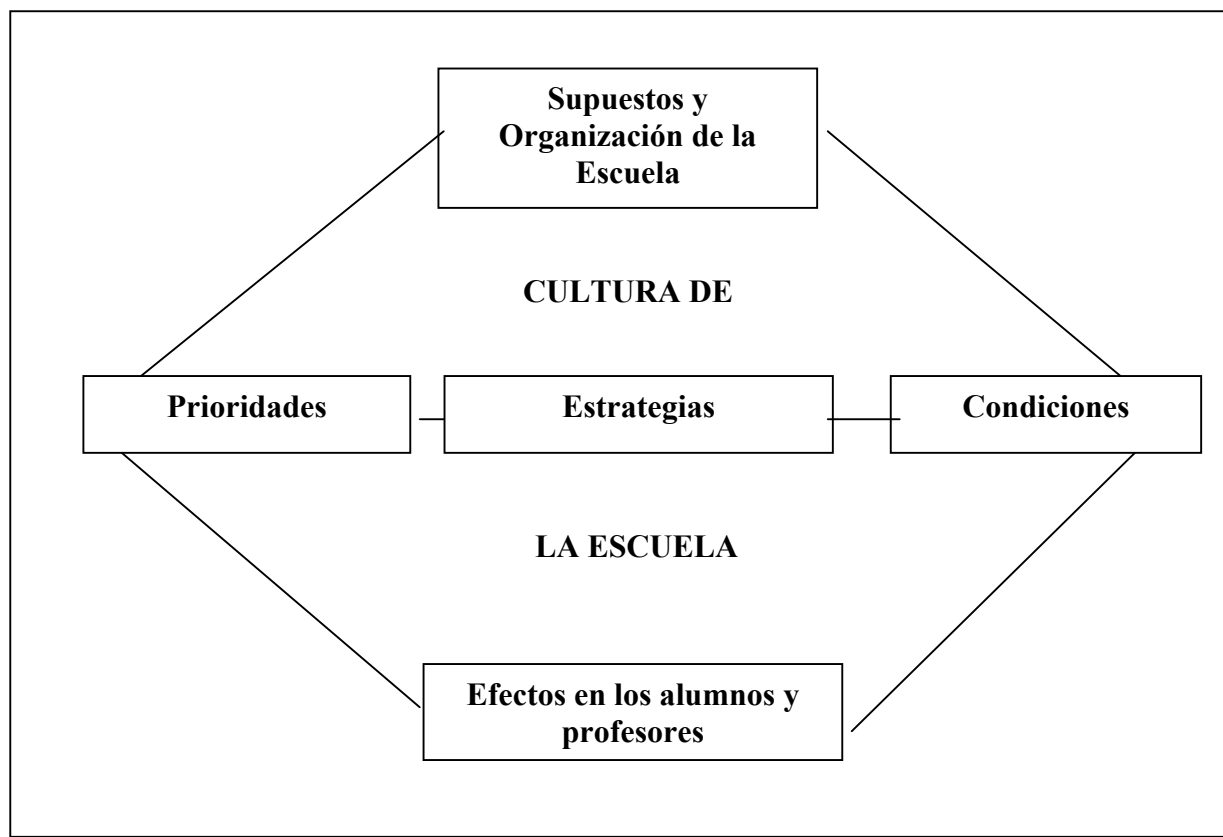 Supuestos y
Organización de la
Escuela
CULTURA DE
Prioridades
Estrategias
Condiciones
LA ESCUELA
Efectos en los alumnos y
profesores